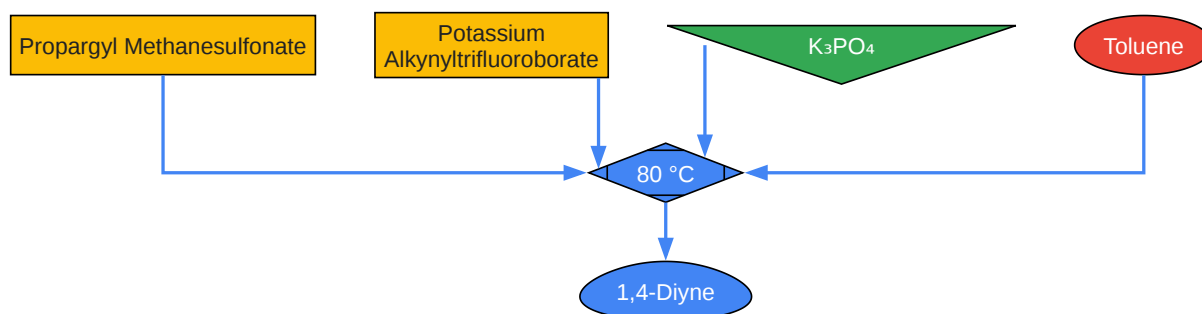 Propargyl Methanesulfonate
Potassium
Alkynyltrifluoroborate
K₃PO₄
Toluene
80 °C
1,4-Diyne